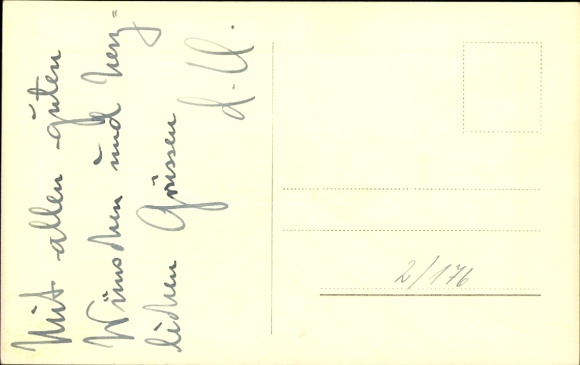 Mit allen guten
Wünschen und herz=
lichen Grüssen
2/176